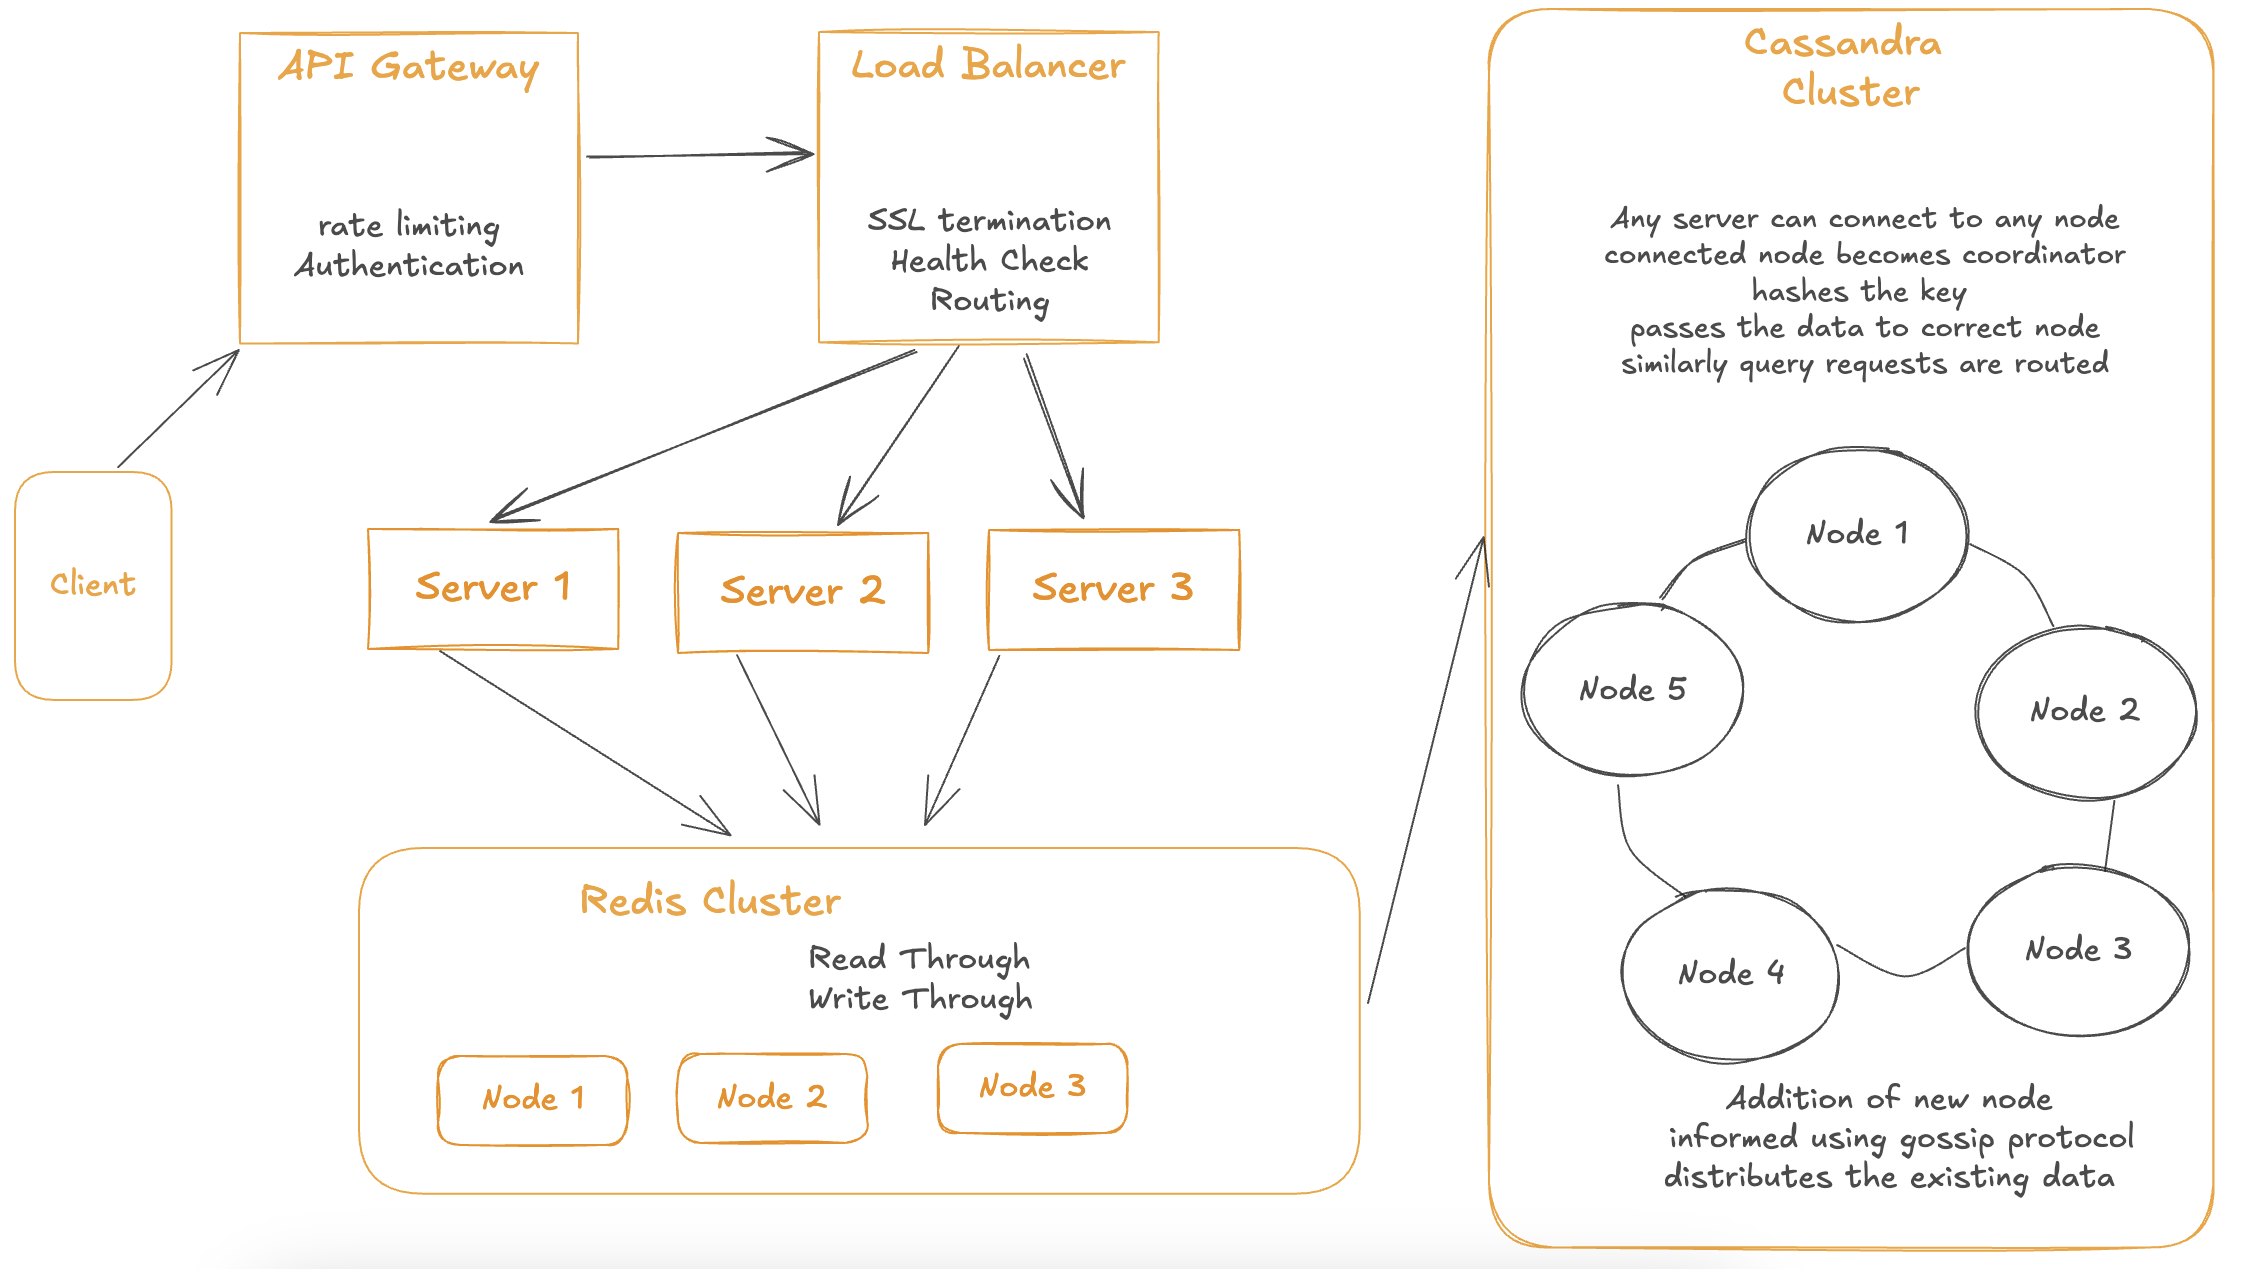 API Gateway
rate limiting
Authentication
Load Balancer
SSL termination
Health Check
Routing
Client
Server 1
Server 2
Server 3
Redis Cluster
Read Through
Write Through
Node 1
Node 2
Node 3
Cassandra
Cluster
Any server can connect to any node
connected node becomes coordinator
hashes the key
passes the data to correct node
similarly query requests are routed
Node 1
Node 5
Node 2
Node 4
Node 3
Addition of new node
informed using gossip protocol
distributes the existing data